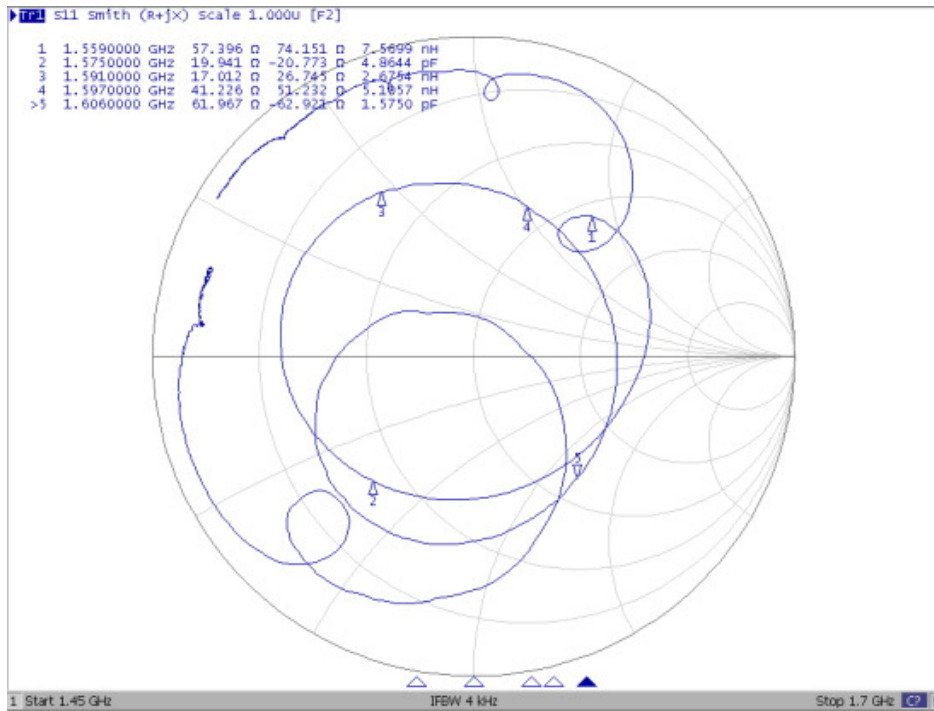 Tr1 S11 Smith (R+jX) Scale 1.000U [F2]
1 1.5590000 GHz 57.396 Ω 74.151 Ω 7.5699 nH
2 1.5750000 GHz 19.941 Ω -20.773 Ω 4.8644 pF
3 1.5910000 GHz 17.012 Ω 26.745 Ω 2.6754 nH
4 1.5970000 GHz 41.226 Ω 51.232 Ω 5.1057 nH
>5 1.6060000 GHz 61.967 Ω -62.921 Ω 1.5750 pF
3
4
1
5
2
1 Start 1.45 GHz IFBW 4 kHz Stop 1.7 GHz C?